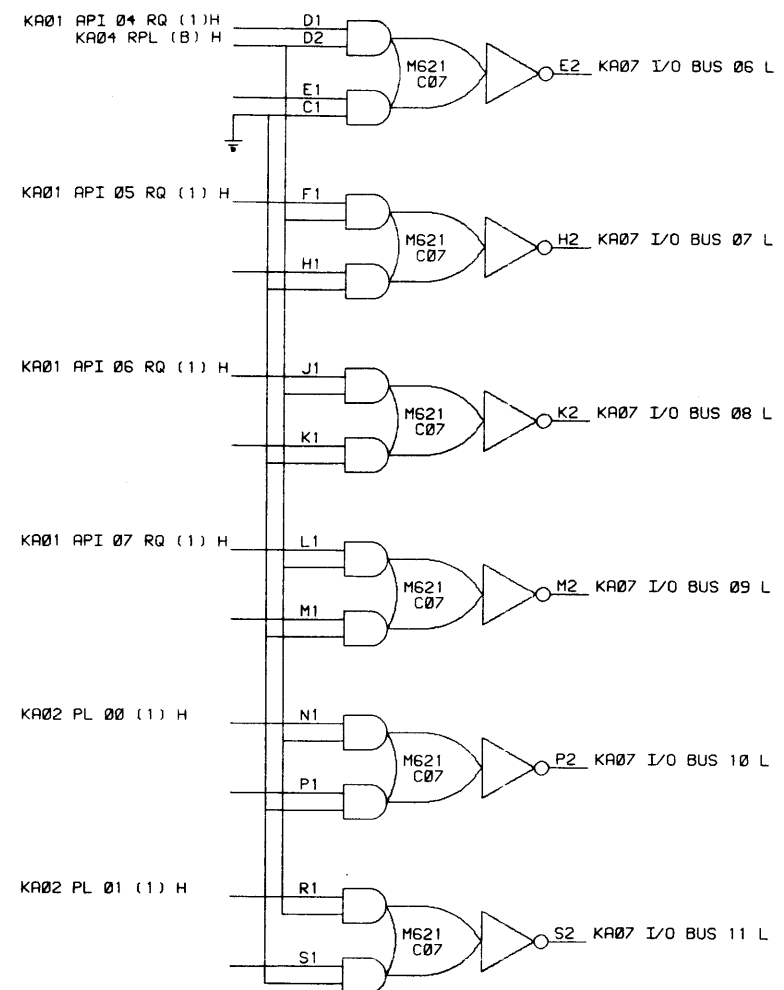 KA01 API 04 RQ (1)H D1
KA04 RPL (B) H D2
M621
C07
E2 KA07 I/O BUS 06 L
E1
C1
KA01 API 05 RQ (1) H F1
M621
C07
H2 KA07 I/O BUS 07 L
H1
KA01 API 06 RQ (1) H J1
M621
C07
K2 KA07 I/O BUS 08 L
K1
KA01 API 07 RQ (1) H L1
M621
C07
M2 KA07 I/O BUS 09 L
M1
KA02 PL 00 (1) H N1
M621
C07
P2 KA07 I/O BUS 10 L
P1
KA02 PL 01 (1) H R1
M621
C07
S2 KA07 I/O BUS 11 L
S1